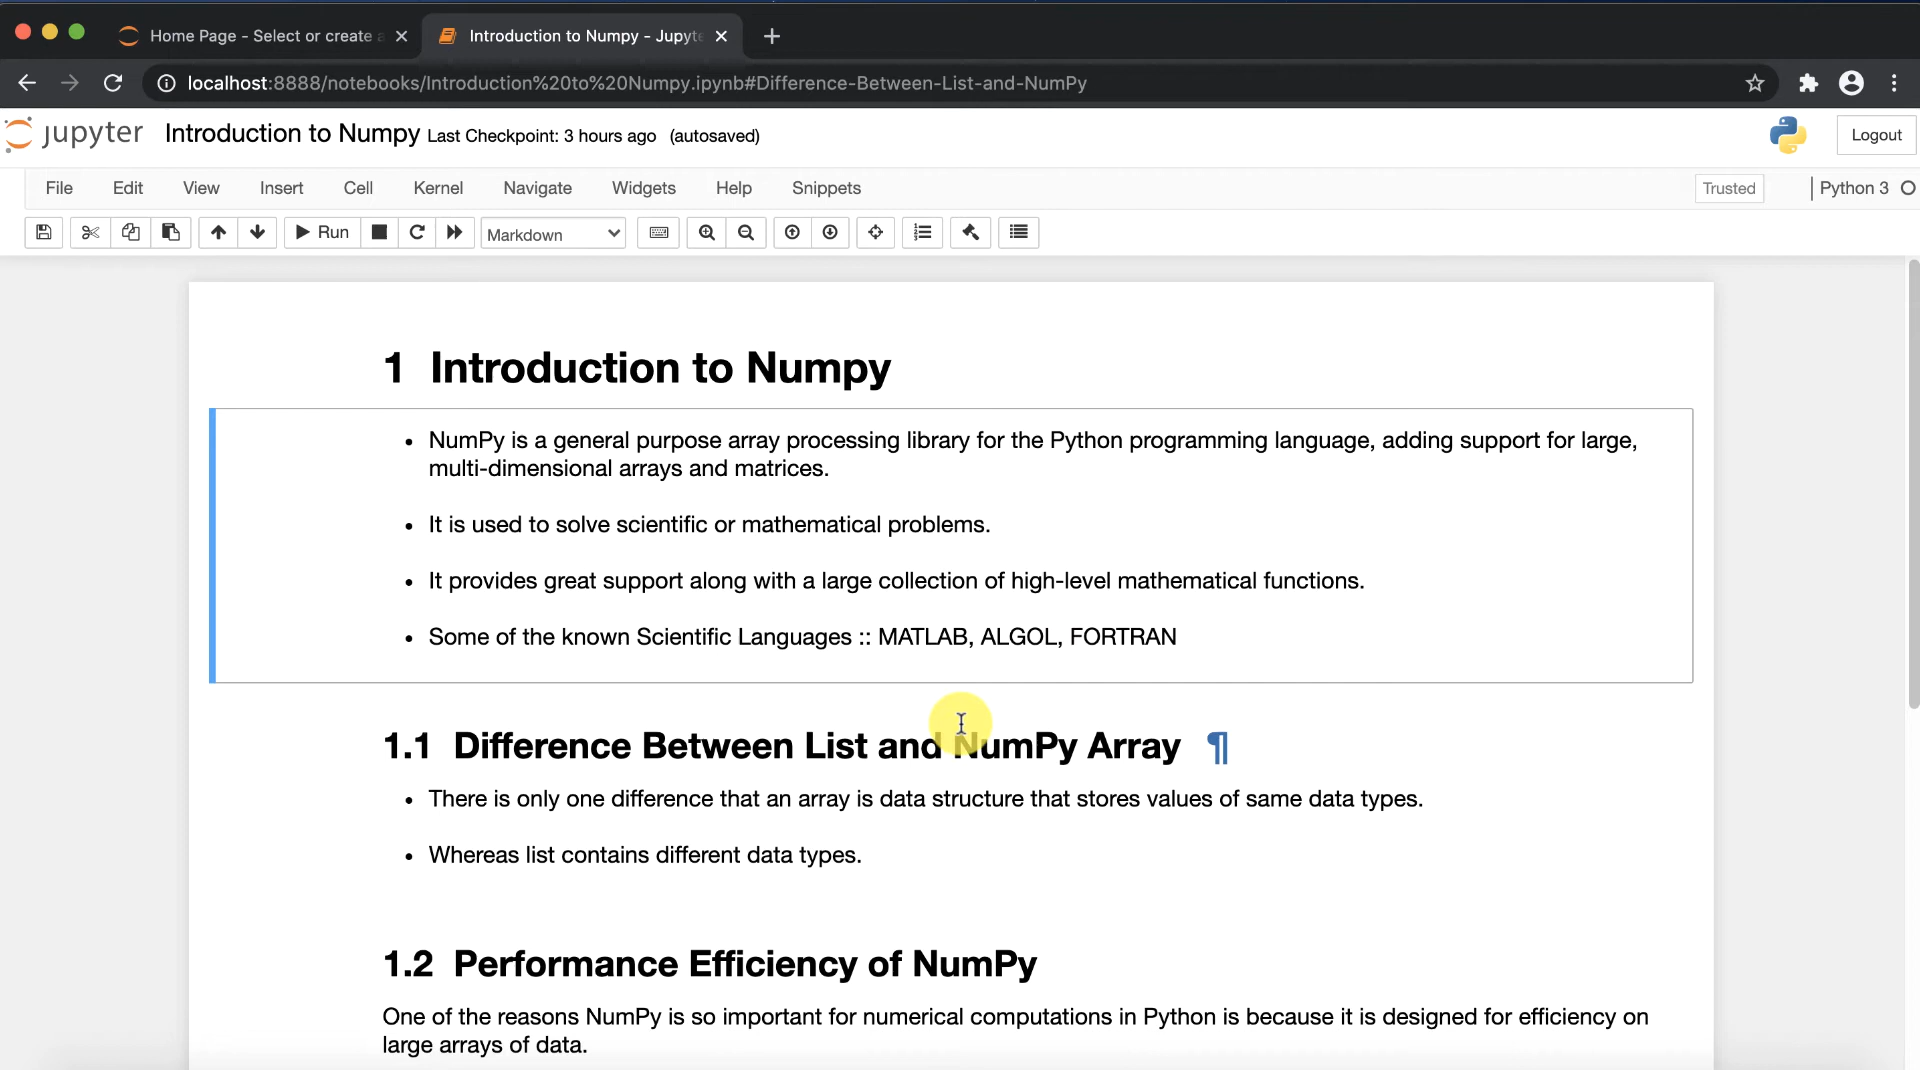 Home Page - Select or create a
Introduction to Numpy - Jupyte
localhost:8888/notebooks/Introduction%20to%20Numpy.ipynb#Difference-Between-List-and-NumPy
jupyter Introduction to Numpy Last Checkpoint: 3 hours ago (autosaved)
Logout
File Edit View Insert Cell Kernel Navigate Widgets Help Snippets
Trusted
Python 3
Run
Markdown
1 Introduction to Numpy
• NumPy is a general purpose array processing library for the Python programming language, adding support for large,
multi-dimensional arrays and matrices.
• It is used to solve scientific or mathematical problems.
• It provides great support along with a large collection of high-level mathematical functions.
• Some of the known Scientific Languages :: MATLAB, ALGOL, FORTRAN
1.1 Difference Between List and NumPy Array ¶
• There is only one difference that an array is data structure that stores values of same data types.
• Whereas list contains different data types.
1.2 Performance Efficiency of NumPy
One of the reasons NumPy is so important for numerical computations in Python is because it is designed for efficiency on
large arrays of data.